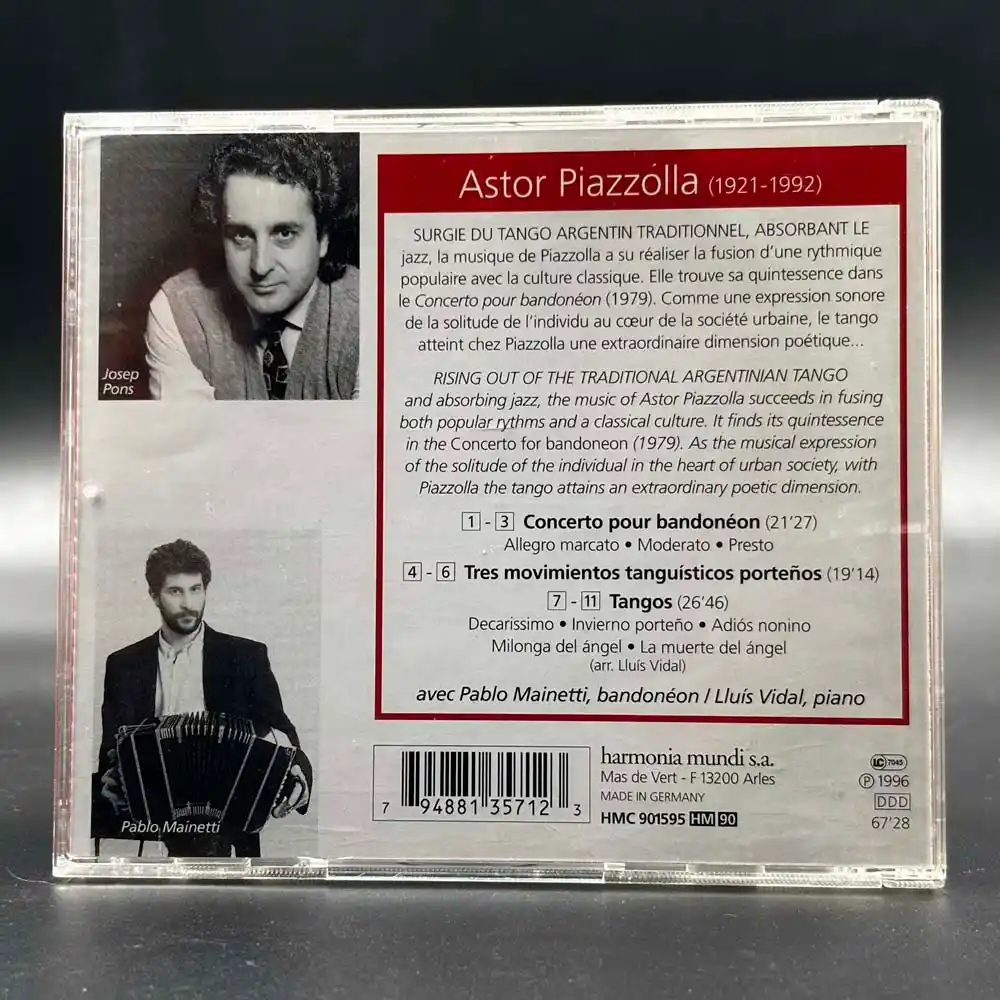 Josep
Pons
Pablo Mainetti
Astor Piazzólla (1921-1992)
SURGIE DU TANGO ARGENTIN TRADITIONNEL, ABSORBANT LE
jazz, la musique de Piazzolla a su réaliser la fusion d'une rythmique
populaire avec la culture classique. Elle trouve sa quintessence dans
le Concerto pour bandonéon (1979). Comme une expression sonore
de la solitude de l'individu au cœur de la société urbaine, le tango
atteint chez Piazzolla une extraordinaire dimension poétique...
RISING OUT OF THE TRADITIONAL ARGENTINIAN TANGO
and absorbing jazz, the music of Astor Piazzolla succeeds in fusing
both popular rythms and a classical culture. It finds its quintessence
in the Concerto for bandoneon (1979). As the musical expression
of the solitude of the individual in the heart of urban society, with
Piazzolla the tango attains an extraordinary poetic dimension.
1 - 3 Concerto pour bandonéon (21'27)
Allegro marcato • Moderato • Presto
4 - 6 Tres movimientos tanguísticos porteños (19'14)
7 - 11 Tangos (26'46)
Decarissimo • Invierno porteño • Adiós nonino
Milonga del ángel • La muerte del ángel
(arr. Lluís Vidal)
avec Pablo Mainetti, bandonéon / Lluís Vidal, piano
7 94881 35712 3
harmonia mundi s.a.
Mas de Vert - F 13200 Arles
MADE IN GERMANY
HMC 901595 HM 90
LC 7045
℗ 1996
DDD
67'28